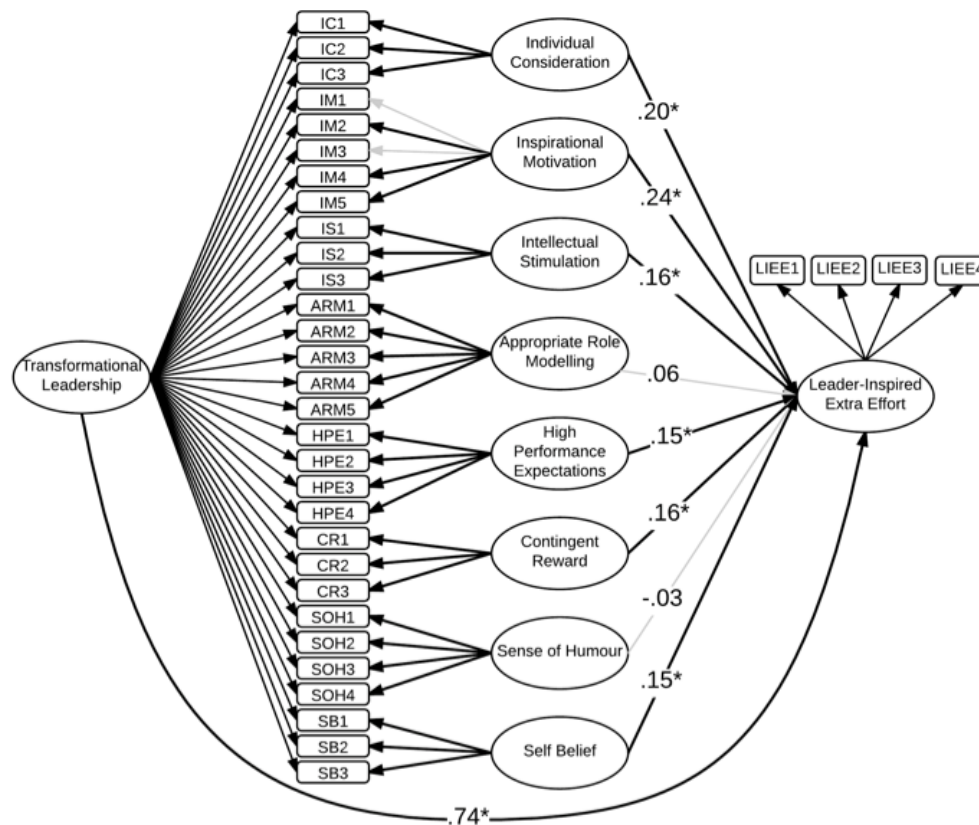 IC1
IC2
IC3
IM1
IM2
IM3
IM4
IM5
IS1
IS2
IS3
ARM1
ARM2
ARM3
ARM4
ARM5
HPE1
HPE2
HPE3
HPE4
CR1
CR2
CR3
SOH1
SOH2
SOH3
SOH4
SB1
SB2
SB3
Transformational
Leadership
Individual
Consideration
Inspirational
Motivation
Intellectual
Stimulation
Appropriate Role
Modelling
High
Performance
Expectations
Contingent
Reward
Sense of Humour
Self Belief
.20*
.24*
.16*
.06
.15*
.16*
-.03
.15*
.74*
LIEE1
LIEE2
LIEE3
LIEE4
Leader-Inspired
Extra Effort